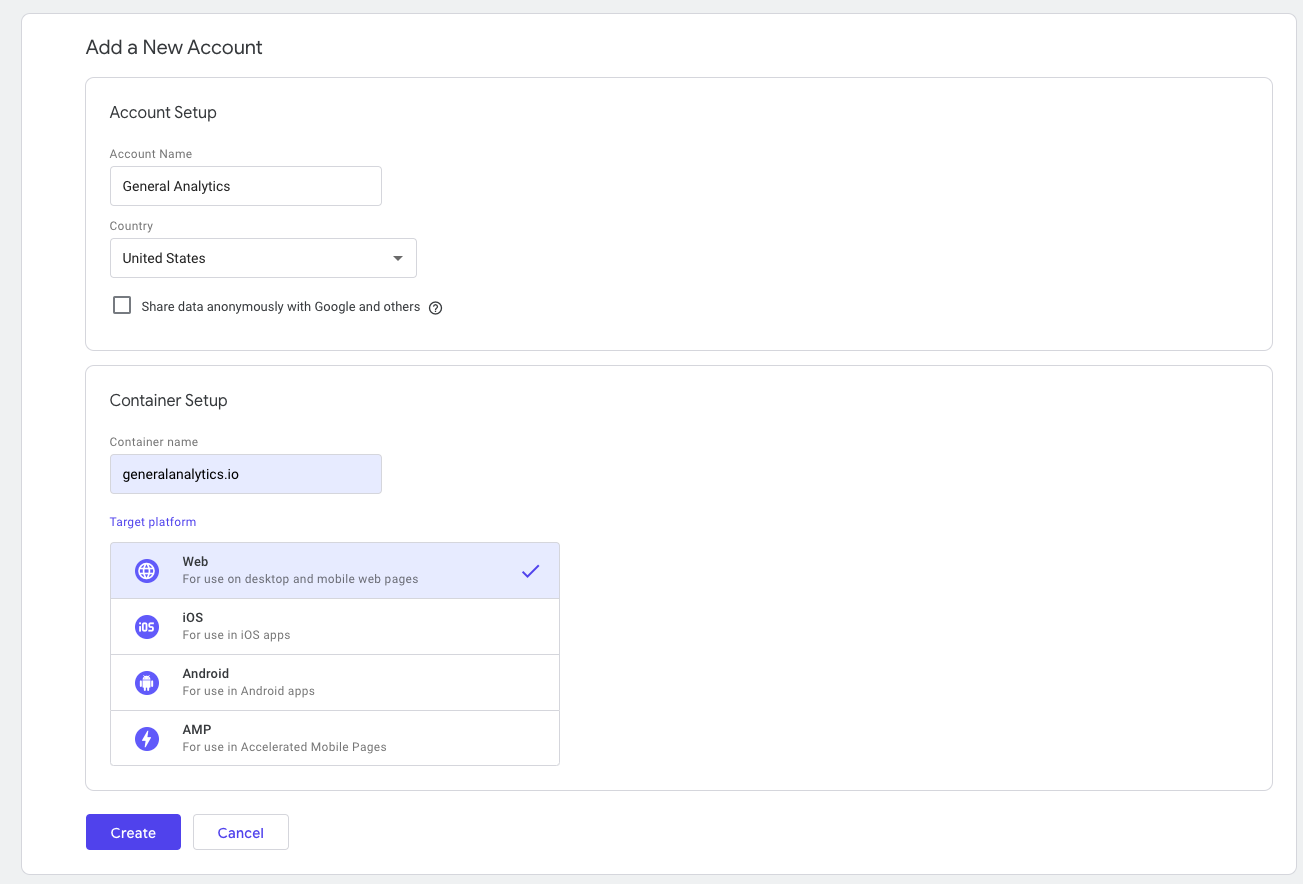 Add a New Account
Account Setup
Account Name
General Analytics
Country
United States
Share data anonymously with Google and others
Container Setup
Container name
generalanalytics.io
Target platform
Web
For use on desktop and mobile web pages
iOS
iOS
For use in iOS apps
Android
For use in Android apps
AMP
For use in Accelerated Mobile Pages
Create
Cancel